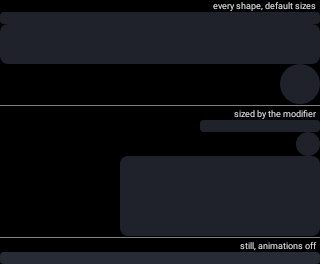 every shape, default sizes
sized by the modifier
still, animations off